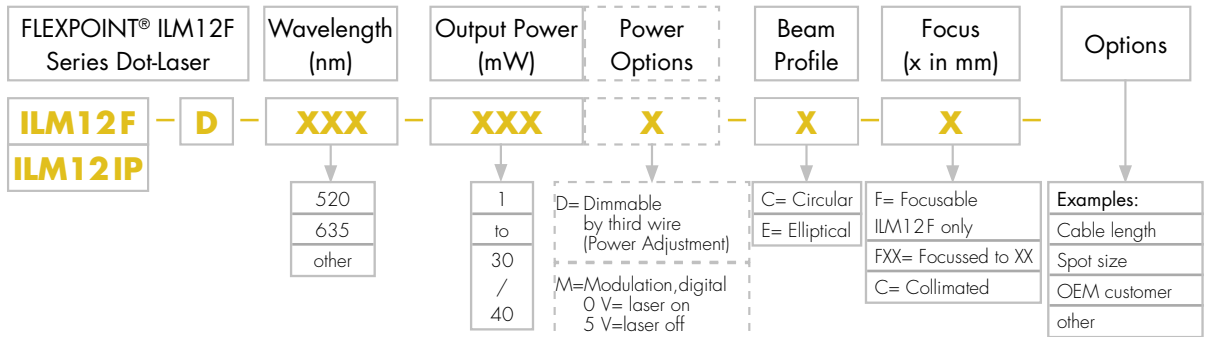 FLEXPOINT® ILM12F
Series Dot-Laser
Wavelength
(nm)
Output Power
(mW)
Power
Options
Beam
Profile
Focus
(x in mm)
Options
ILM12F – D – XXX – XXX X – X – X –
ILM12IP
520
635
other
1
to
30
/
40
D= Dimmable
by third wire
(Power Adjustment)
M=Modulation,digital
0 V= laser on
5 V=laser off
C= Circular
E= Elliptical
F= Focusable
ILM12F only
FXX= Focussed to XX
C= Collimated
Examples:
Cable length
Spot size
OEM customer
other